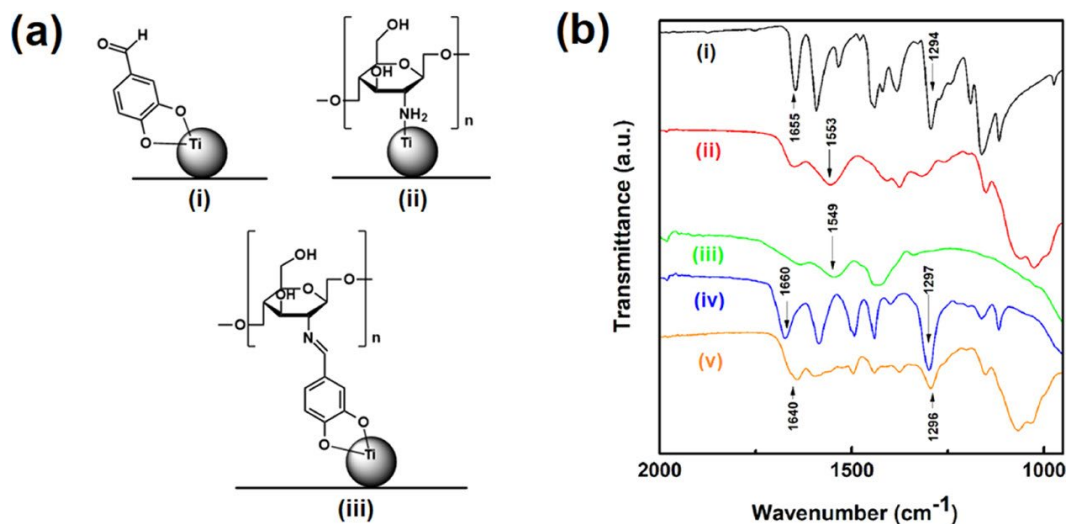 (a)
O
H
O
O
Ti
(i)
OH
O
O
OH
O
NH2
n
Ti
(ii)
OH
O
O
OH
O
N
n
O
O
Ti
(iii)
(b)
Transmittance (a.u.)
(i)
1294
1655
1553
(ii)
1549
(iii)
1660
1297
(iv)
(v)
1640
1296
2000
1500
1000
Wavenumber (cm-1)